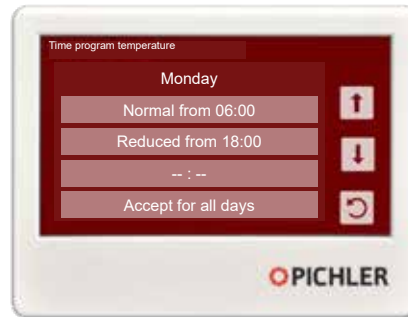 Time program temperature
Monday
Normal from 06:00
Reduced from 18:00
-- : --
Accept for all days
PICHLER